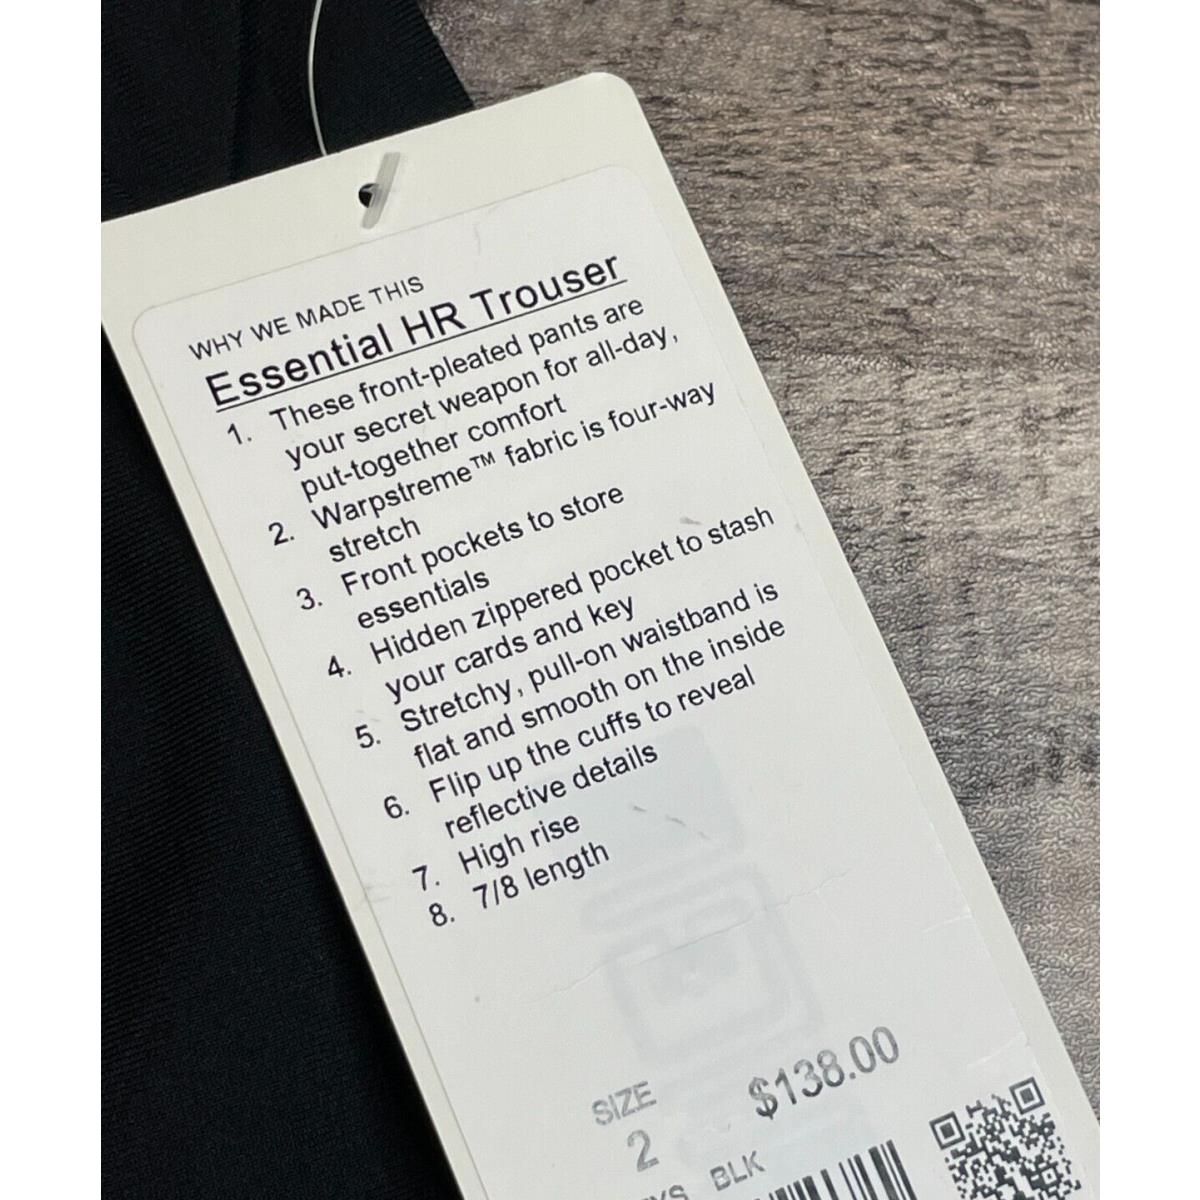 WHY WE MADE THIS
Essential HR Trouser
1. These front-pleated pants are
your secret weapon for all-day,
put-together comfort
2. Warpstreme™ fabric is four-way
stretch
3. Front pockets to store
essentials
4. Hidden zippered pocket to stash
your cards and key
5. Stretchy, pull-on waistband is
flat and smooth on the inside
6. Flip up the cuffs to reveal
reflective details
7. High rise
8. 7/8 length
SIZE $138.00
2
BLK